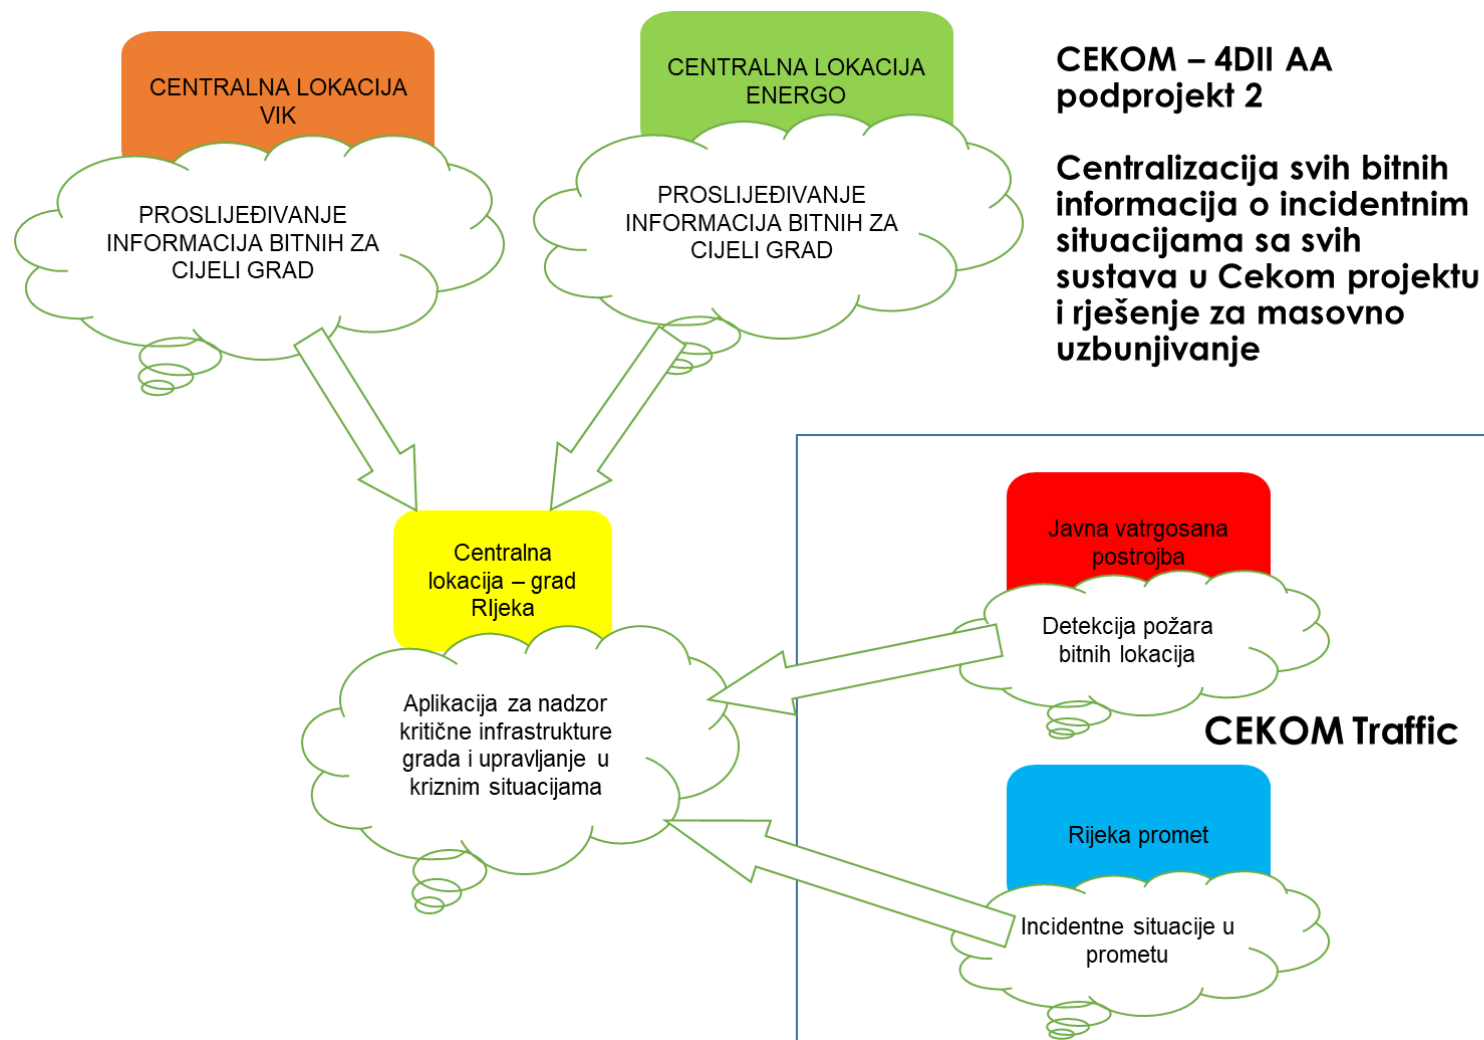 CENTRALNA LOKACIJA
VIK
PROSLIJEĐIVANJE
INFORMACIJA BITNIH ZA
CIJELI GRAD
CENTRALNA LOKACIJA
ENERGO
PROSLIJEĐIVANJE
INFORMACIJA BITNIH ZA
CIJELI GRAD
CEKOM – 4DII AA
podprojekt 2
Centralizacija svih bitnih
informacija o incidentnim
situacijama sa svih
sustava u Cekom projektu
i rješenje za masovno
uzbunjivanje
Centralna
lokacija – grad
RIjeka
Aplikacija za nadzor
kritične infrastrukture
grada i upravljanje u
kriznim situacijama
Javna vatrgosana
postrojba
Detekcija požara
bitnih lokacija
CEKOM Traffic
Rijeka promet
Incidentne situacije u
prometu